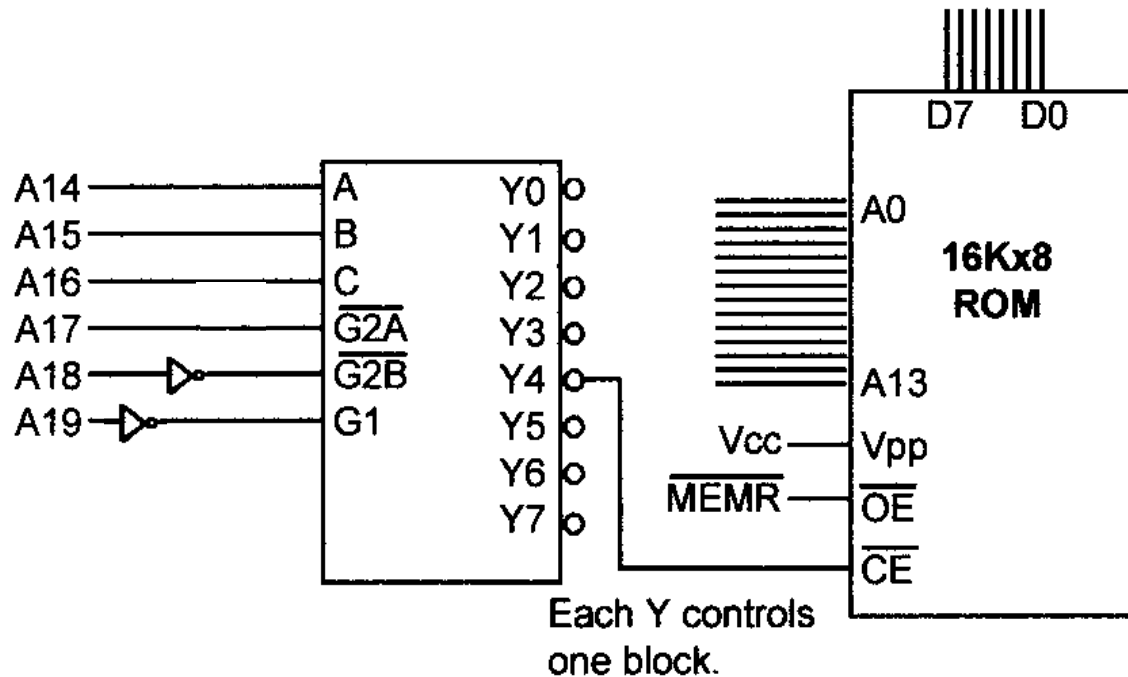 A14
A15
A16
A17
A18
A19
A
B
C
G2A
G2B
G1
Y0
Y1
Y2
Y3
Y4
Y5
Y6
Y7
D7 D0
A0
16Kx8
ROM
A13
Vcc
Vpp
MEMR
OE
CE
Each Y controls
one block.